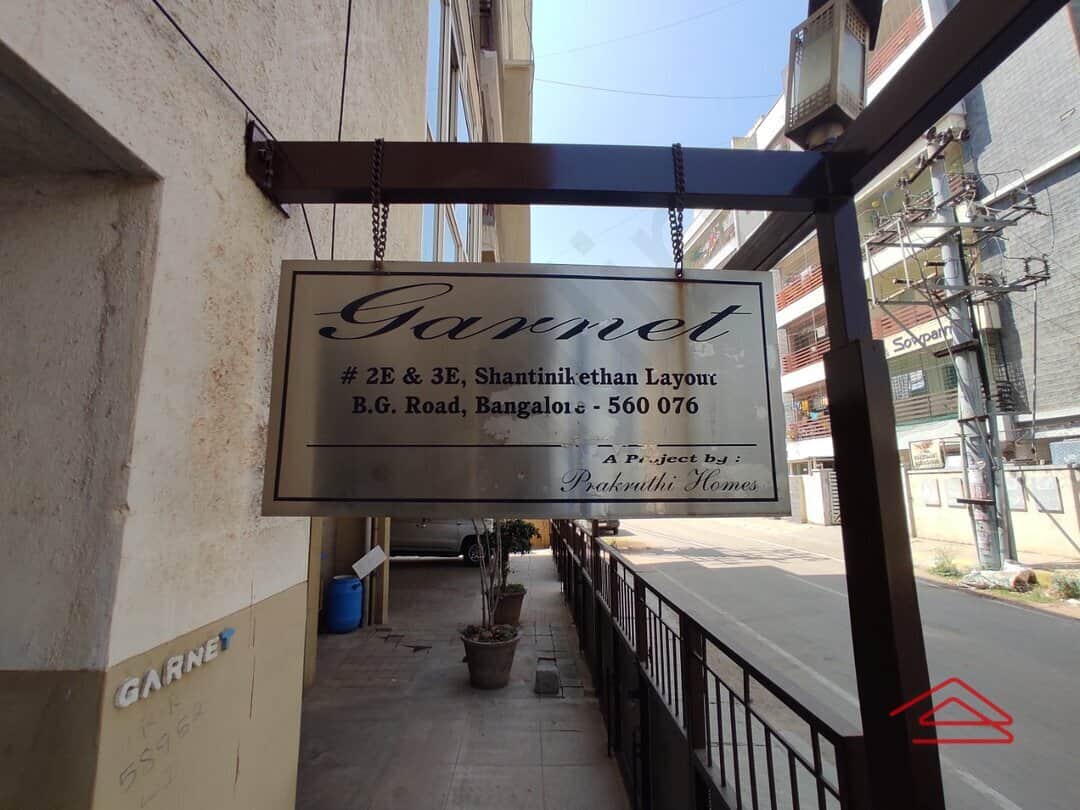 Garnet
# 2E & 3E, Shantinikethan Layout
B.G. Road, Bangalore - 560 076
A Project by :
Prakruthi Homes
GARNET